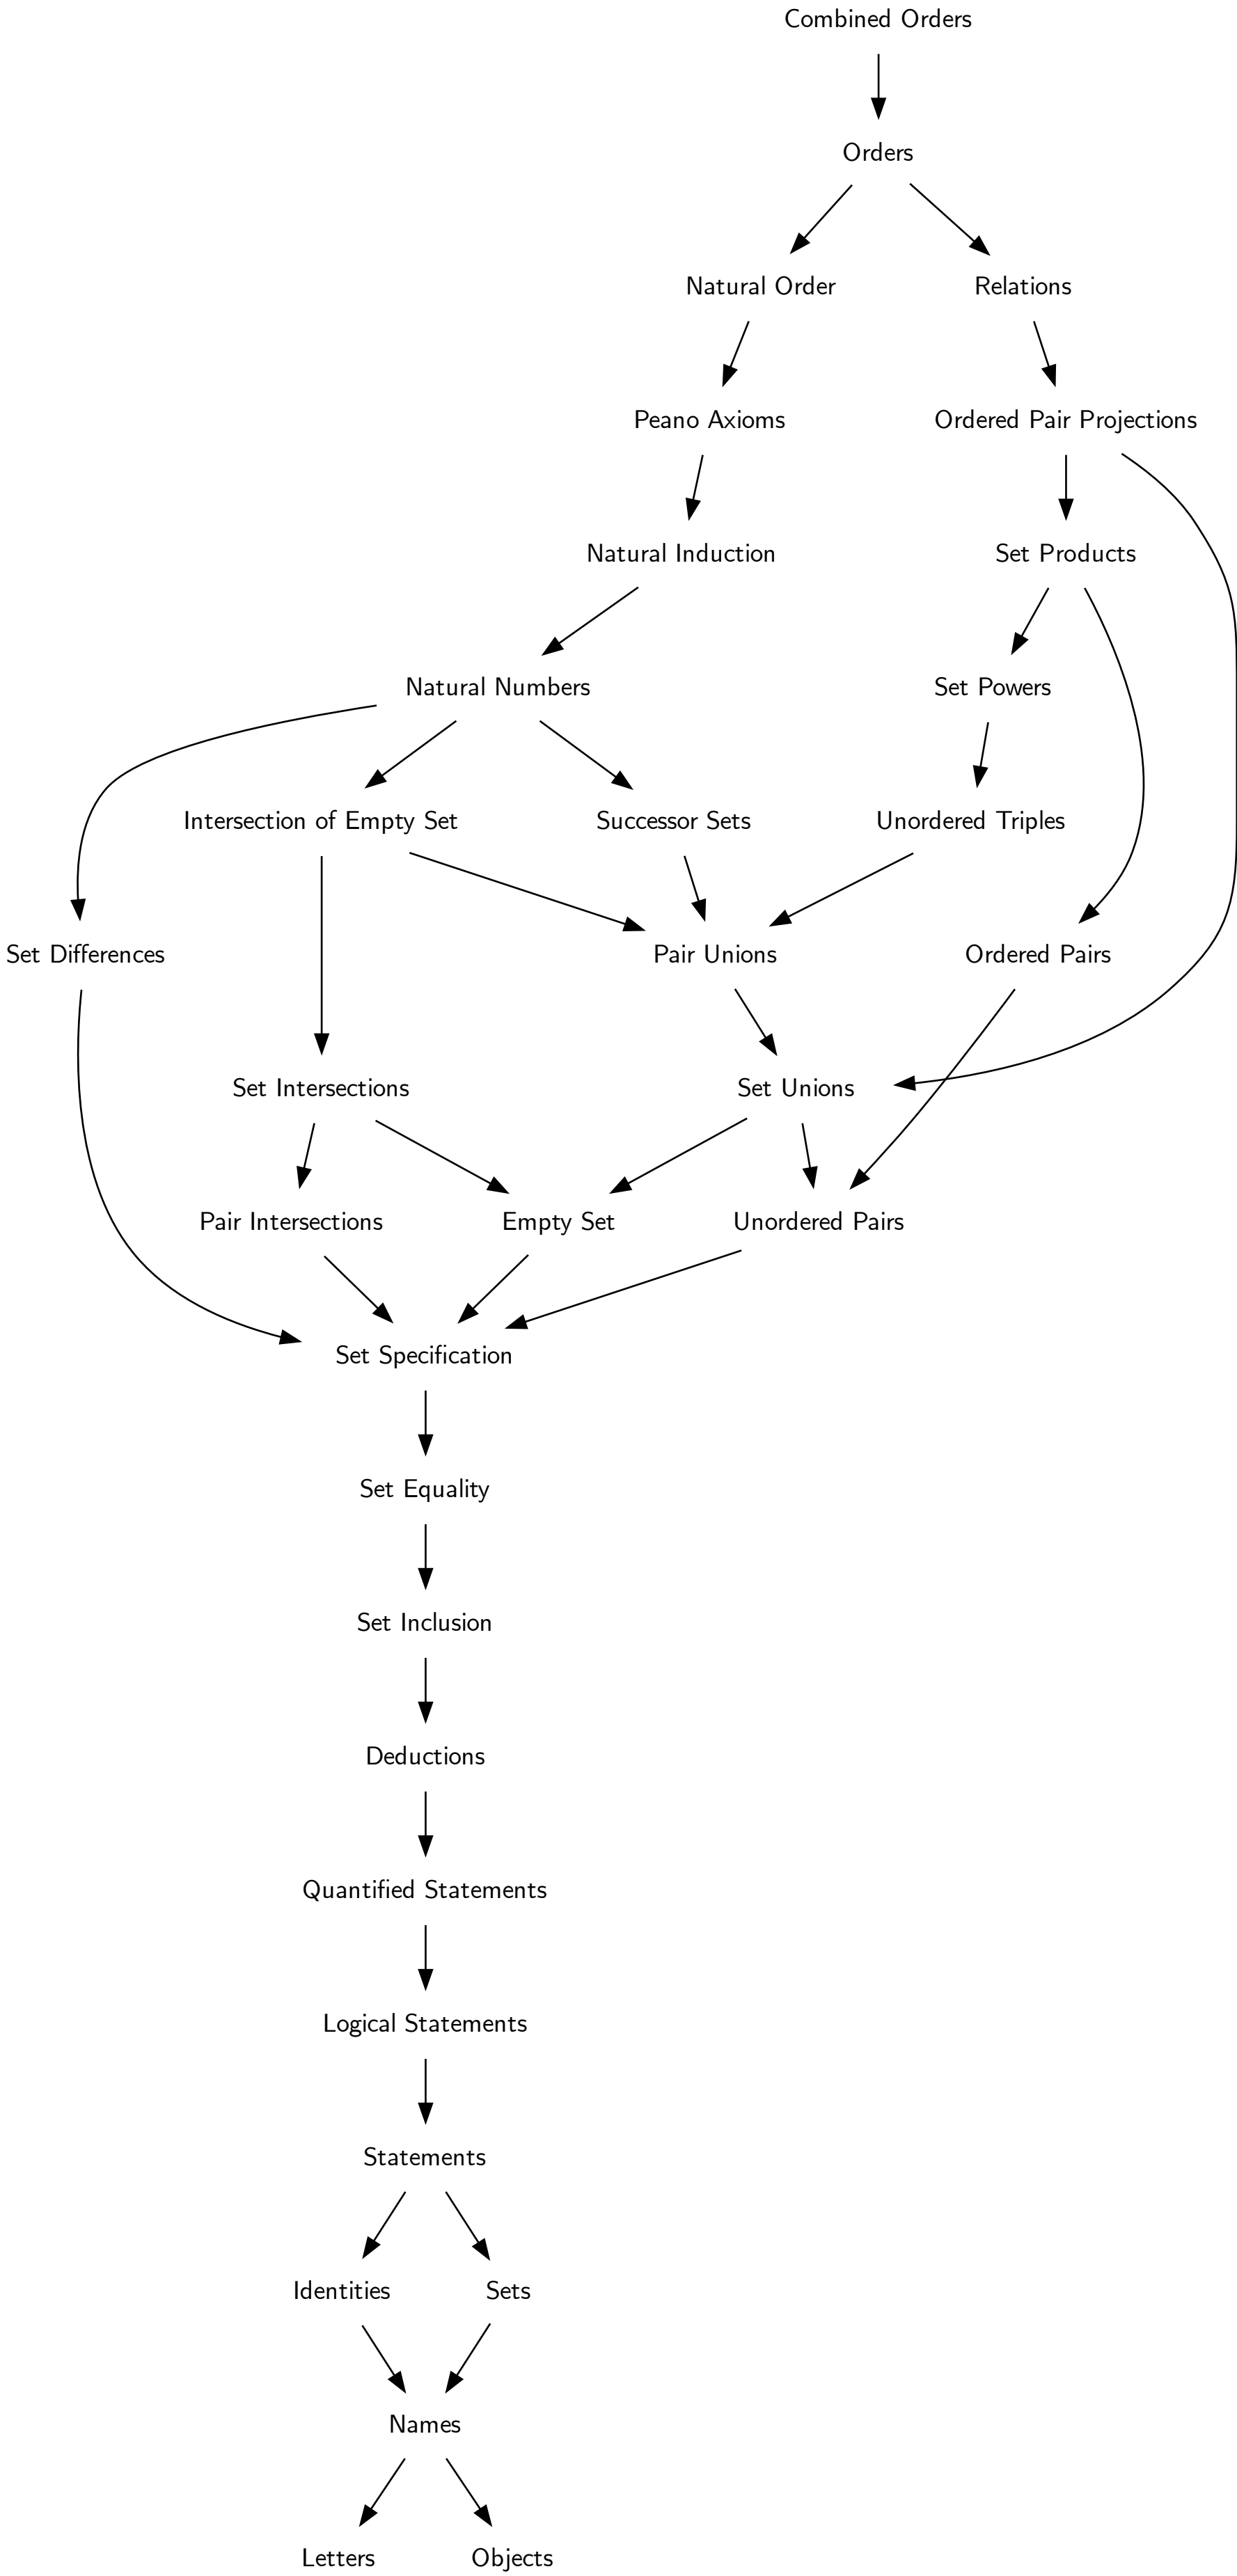 Combined Orders
Orders
Natural Order
Relations
Peano Axioms
Ordered Pair Projections
Natural Induction
Set Products
Natural Numbers
Set Powers
Intersection of Empty Set
Successor Sets
Unordered Triples
Set Differences
Pair Unions
Ordered Pairs
Set Intersections
Set Unions
Pair Intersections
Empty Set
Unordered Pairs
Set Specification
Set Equality
Set Inclusion
Deductions
Quantified Statements
Logical Statements
Statements
Identities
Sets
Names
Letters
Objects